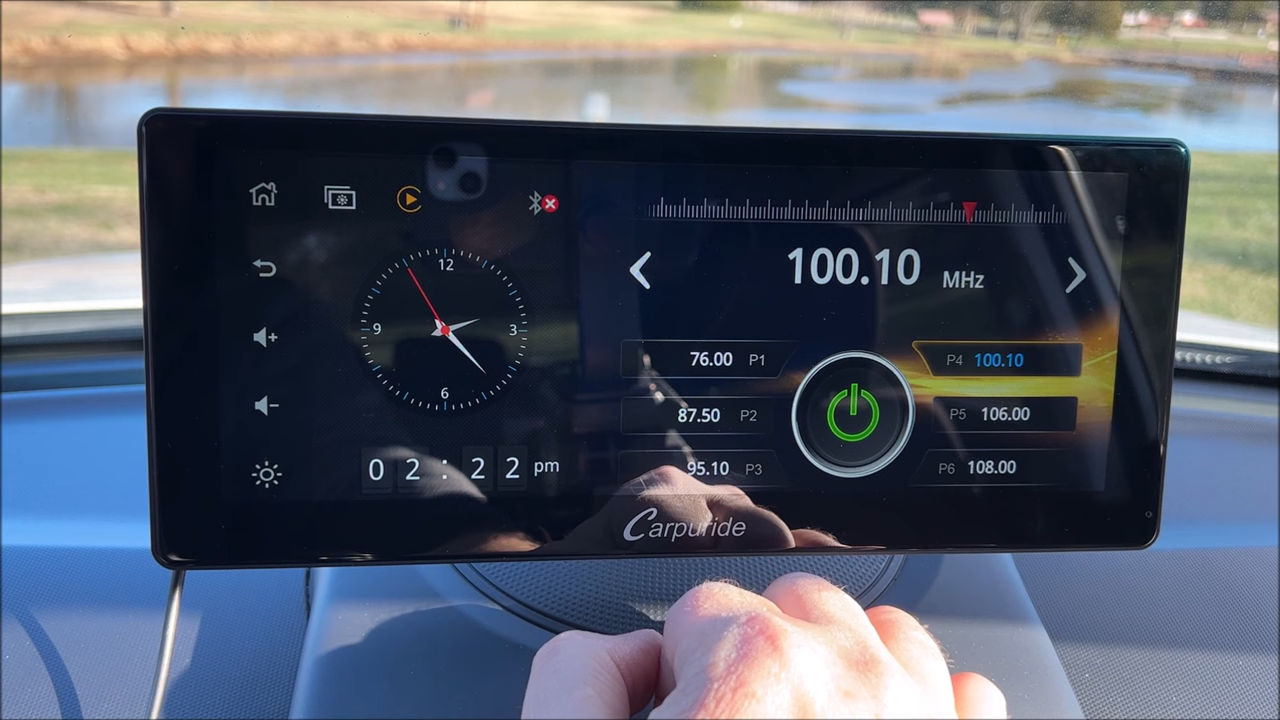 12
9
3
6
02:22 pm
100.10 MHz
76.00 P1
87.50 P2
95.10 P3
P4 100.10
P5 106.00
P6 108.00
Carpuride